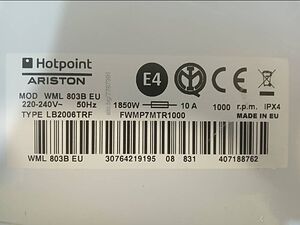 Hotpoint
ARISTON
E4
CE
MOD WML 803B EU
220-240V~ 50Hz 1850W 10 A 1000 r.p.m. IPX4
TYPE LB2006TRF FWMP7MTR1000 MADE IN EU
WML 803B EU 30764219195 08 831 407188762